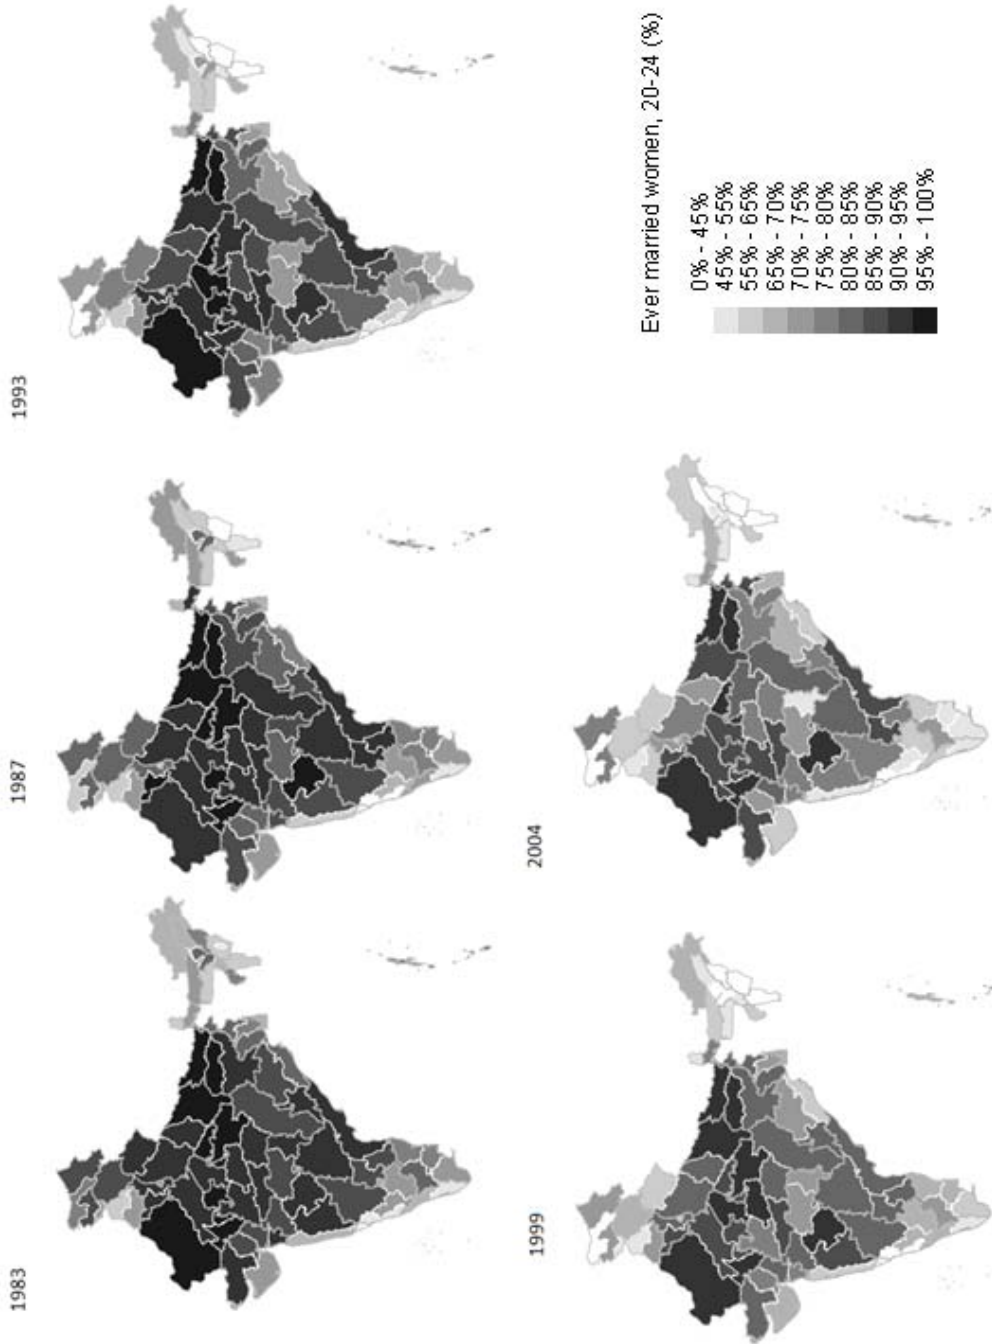 1983
1987
1993
1999
2004
Ever married women, 20-24 (%)
0% - 45%
45% - 55%
55% - 65%
65% - 70%
70% - 75%
75% - 80%
80% - 85%
85% - 90%
90% - 95%
95% - 100%